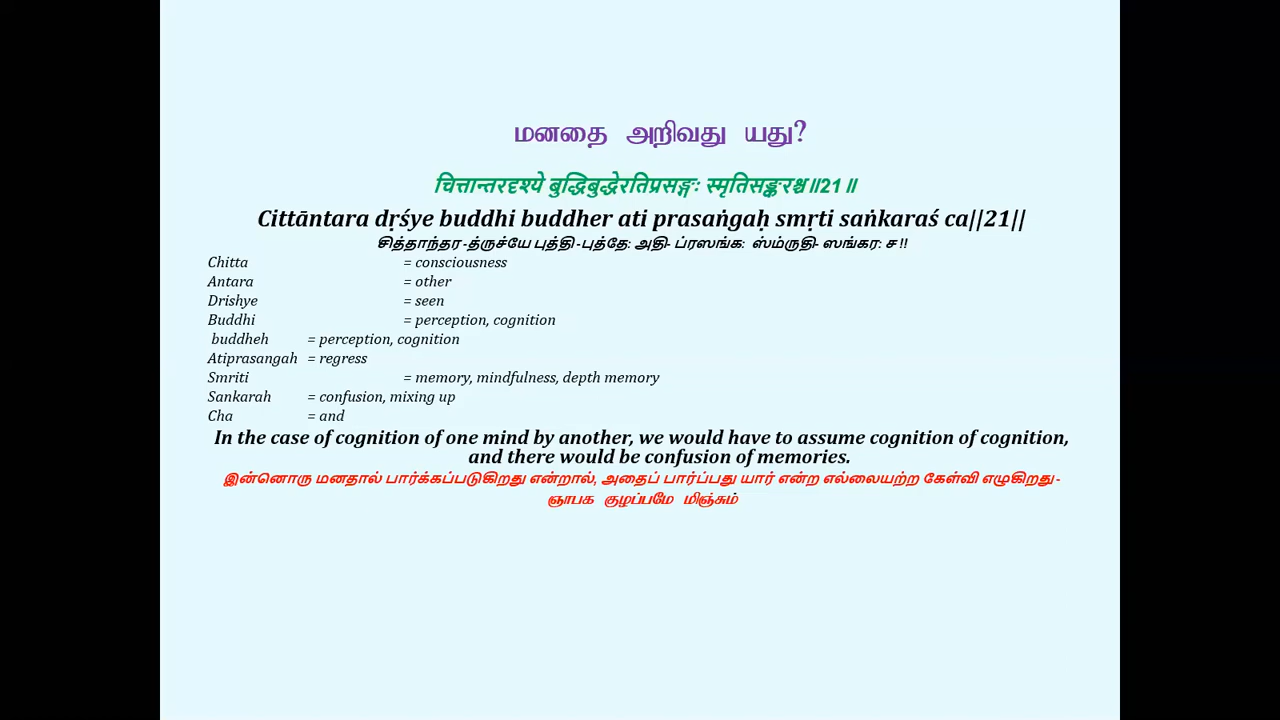 மனதை அறிவது யது?
चित्तान्तरदृश्ये बुद्धिबुद्धेरतिप्रसङ्गः स्मृतिसङ्करश्च॥21॥
Cittāntara dṛśye buddhi buddher ati prasaṅgaḥ smṛti saṅkaraś ca||21||
சித்தாந்தர -த்ருச்யே புத்தி -புத்தே: அதி- ப்ரஸங்க: ஸ்ம்ருதி- ஸங்கர: ச !!
Chitta = consciousness
Antara = other
Drishye = seen
Buddhi = perception, cognition
buddheh = perception, cognition
Atiprasangah = regress
Smriti = memory, mindfulness, depth memory
Sankarah = confusion, mixing up
Cha = and
In the case of cognition of one mind by another, we would have to assume cognition of cognition,
and there would be confusion of memories.
இன்னொரு மனதால் பார்க்கப்படுகிறது என்றால், அதைப் பார்ப்பது யார் என்ற எல்லையற்ற கேள்வி எழுகிறது -
ஞாபக குழப்பமே மிஞ்சும்